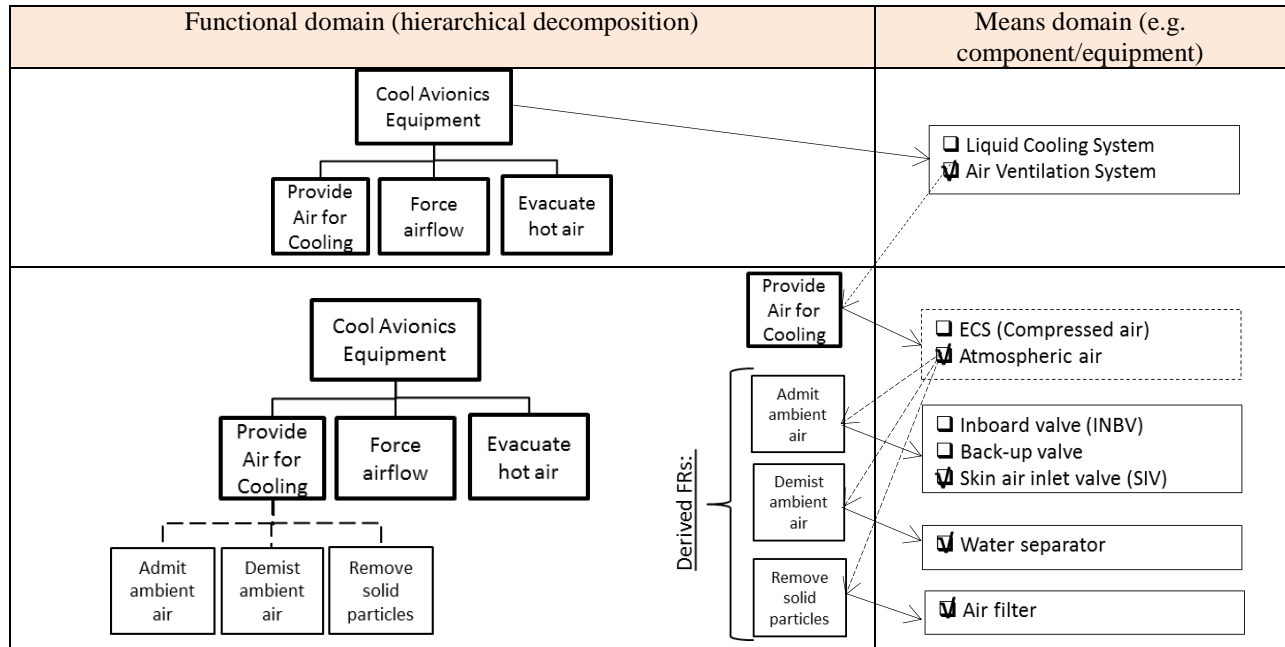 Functional domain (hierarchical decomposition)
Means domain (e.g.
component/equipment)
Cool Avionics
Equipment
Provide
Air for
Cooling
Force
airflow
Evacuate
hot air
Liquid Cooling System
Air Ventilation System
Cool Avionics
Equipment
Provide
Air for
Cooling
Force
airflow
Evacuate
hot air
Admit
ambient
air
Demist
ambient
air
Remove
solid
particles
Provide
Air for
Cooling
Derived FRs:
Admit
ambient
air
Demist
ambient
air
Remove
solid
particles
ECS (Compressed air)
Atmospheric air
Inboard valve (INBV)
Back-up valve
Skin air inlet valve (SIV)
Water separator
Air filter